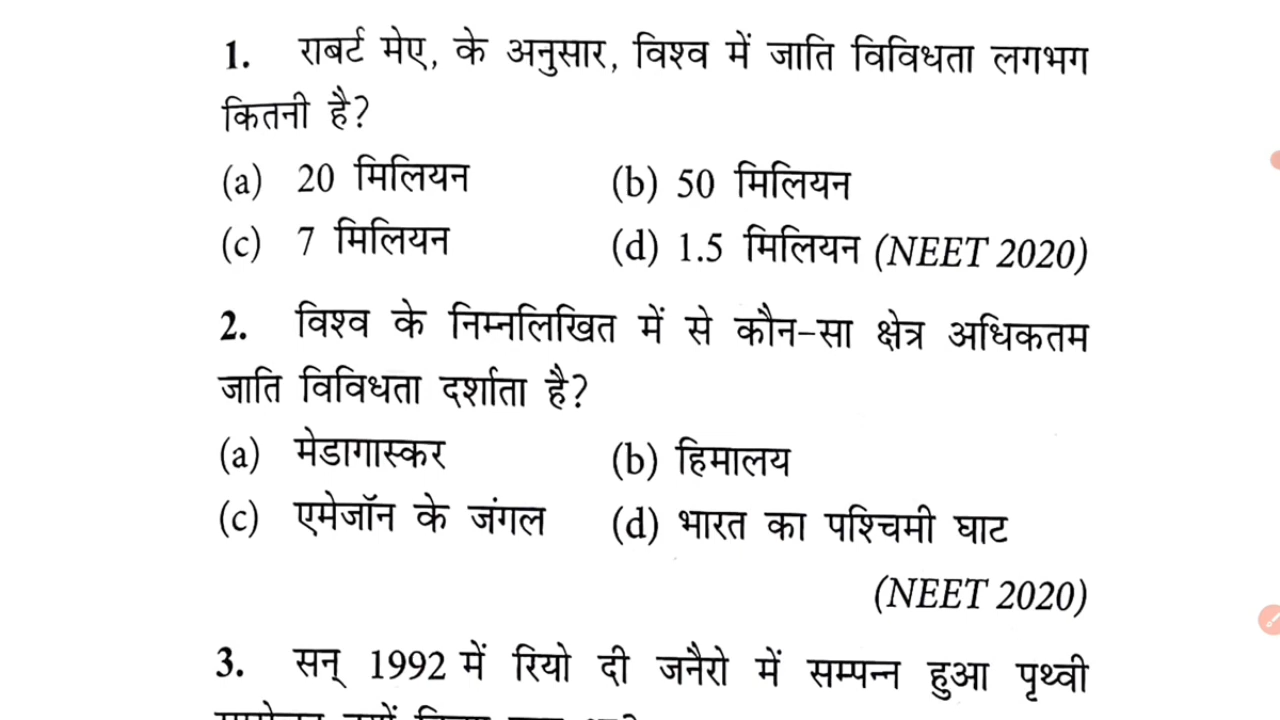 1. राबर्ट मेए, के अनुसार, विश्व में जाति विविधता लगभग
कितनी है?
(a) 20 मिलियन (b) 50 मिलियन
(c) 7 मिलियन (d) 1.5 मिलियन (NEET 2020)
2. विश्व के निम्नलिखित में से कौन-सा क्षेत्र अधिकतम
जाति विविधता दर्शाता है?
(a) मेडागास्कर (b) हिमालय
(c) एमेजॉन के जंगल (d) भारत का पश्चिमी घाट
(NEET 2020)
3. सन् 1992 में रियो दी जनैरो में सम्पन्न हुआ पृथ्वी